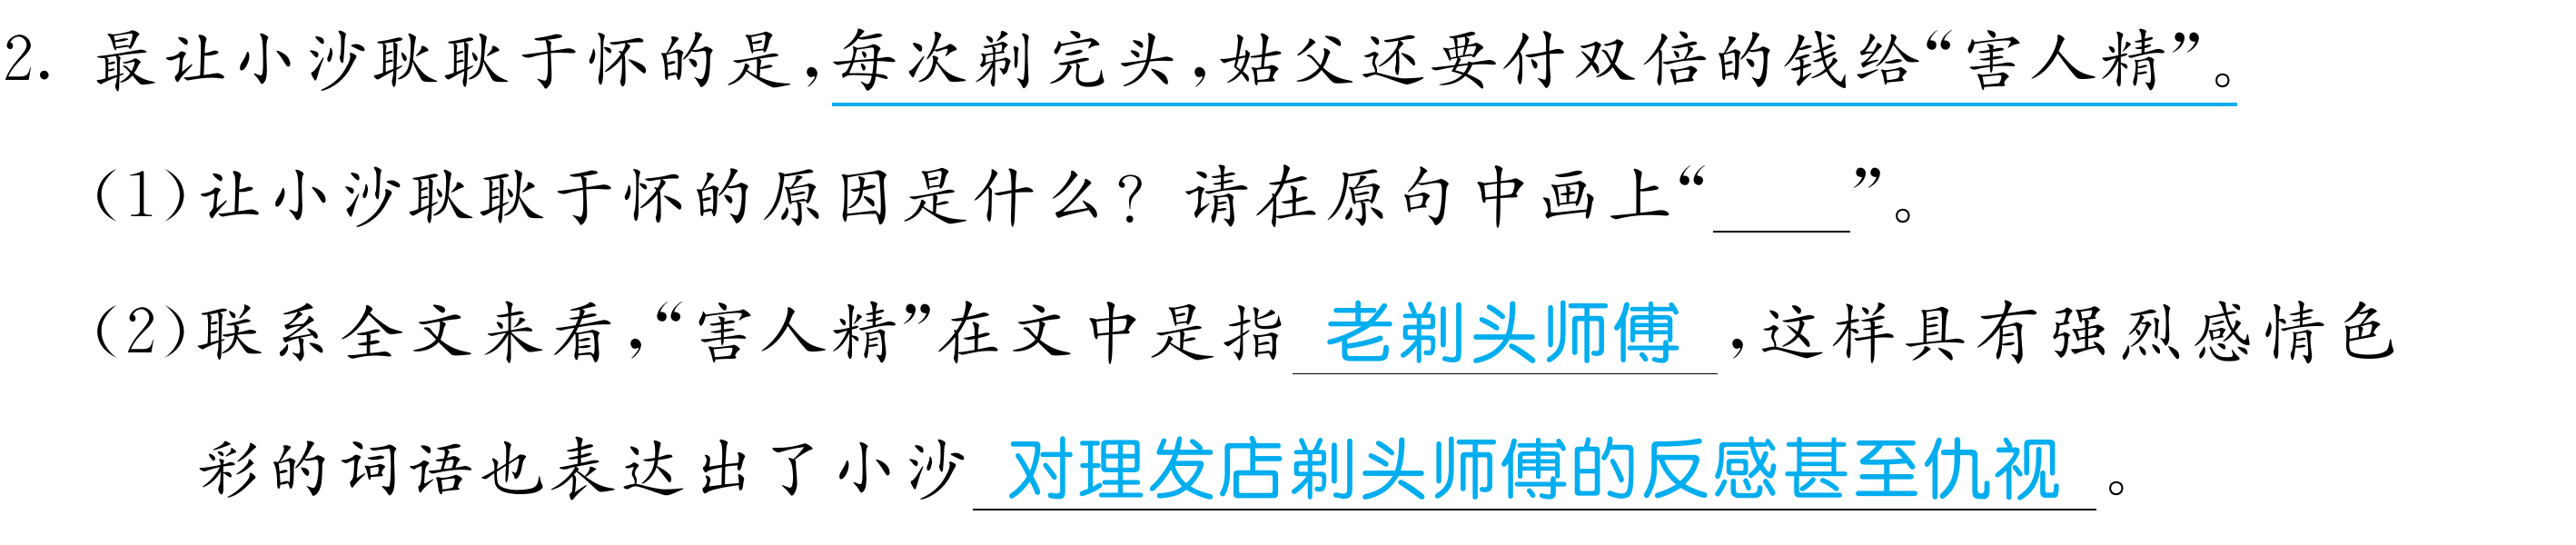 2. 最让小沙耿耿于怀的是,每次剃完头,姑父还要付双倍的钱给“害人精”。
(1)让小沙耿耿于怀的原因是什么? 请在原句中画上“____”。
(2)联系全文来看,“害人精”在文中是指 老剃头师傅 ,这样具有强烈感情色
彩的词语也表达出了小沙 对理发店剃头师傅的反感甚至仇视 。